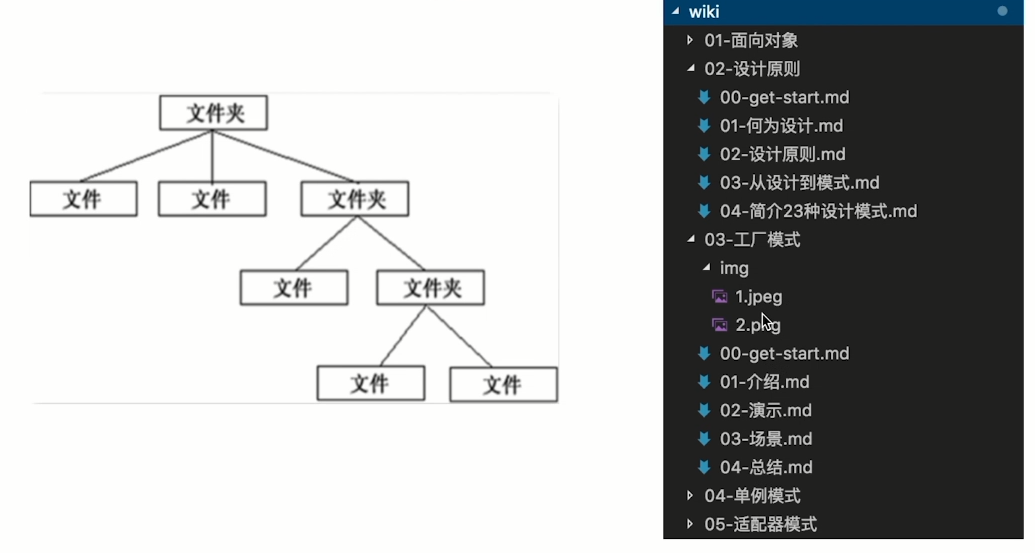 文件夹
文件 文件 文件夹
文件 文件夹
文件 文件
wiki
01-面向对象
02-设计原则
00-get-start.md
01-何为设计.md
02-设计原则.md
03-从设计到模式.md
04-简介23种设计模式.md
03-工厂模式
img
1.jpeg
2.png
00-get-start.md
01-介绍.md
02-演示.md
03-场景.md
04-总结.md
04-单例模式
05-适配器模式